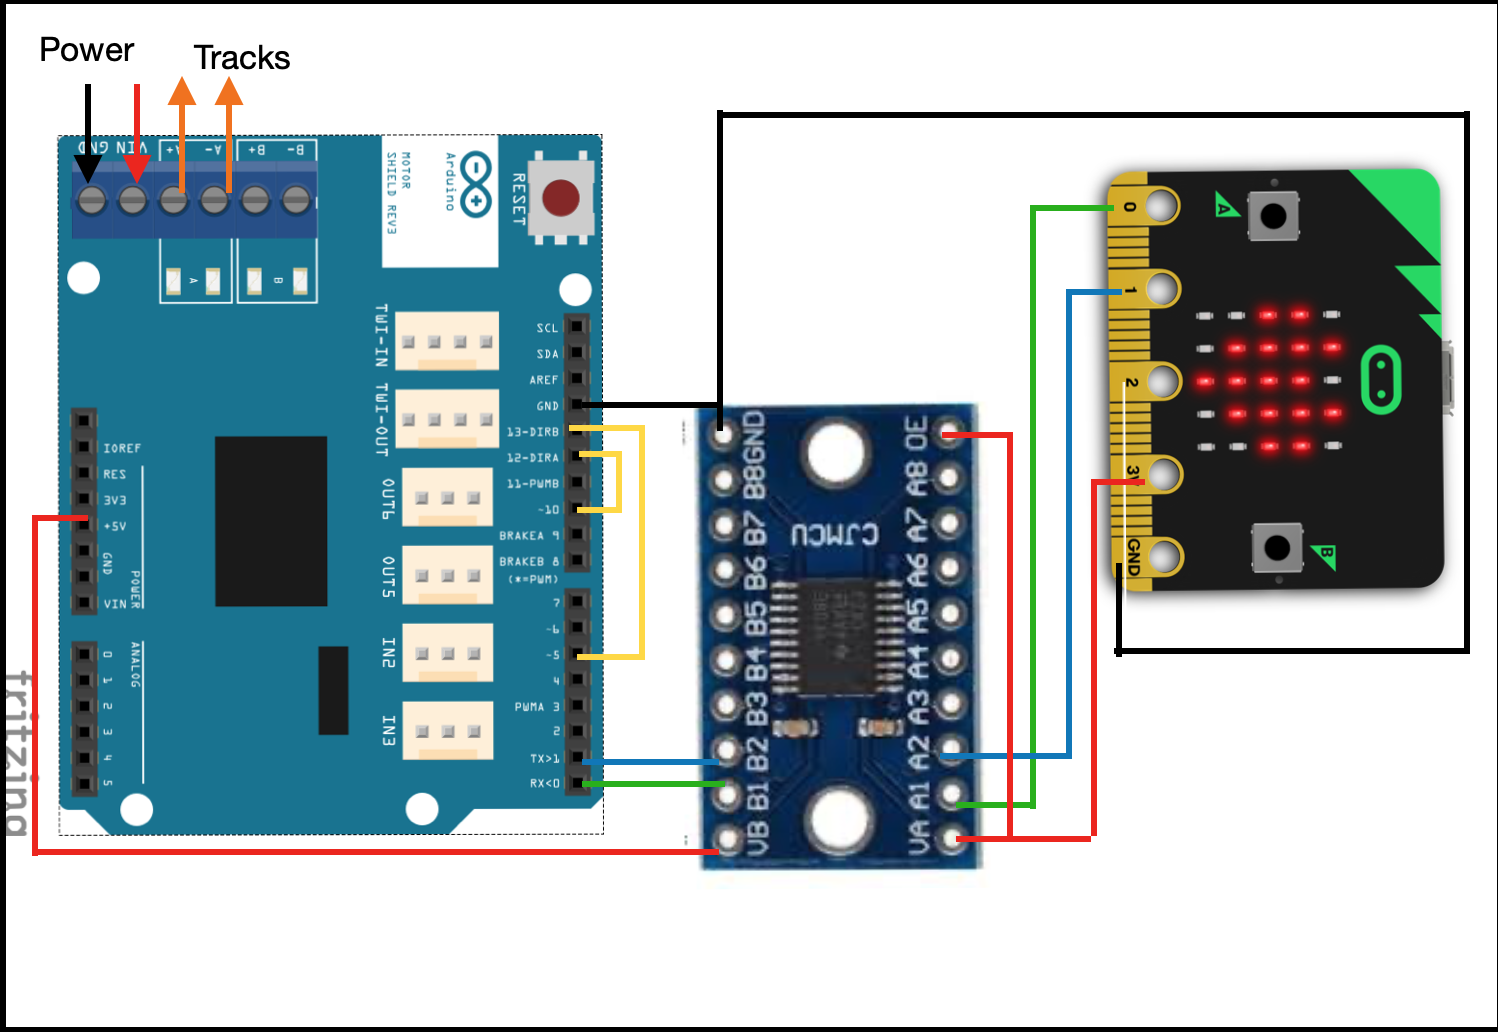 Power
Tracks
GND
VIN
A+
A-
B+
B-
A
B
MOTOR
SHIELD REV3
Arduino
RESET
TWI-IN
TWI-OUT
OUT6
OUT5
IN2
IN3
SCL
SDA
AREF
GND
13-DIRB
12-DIRA
11-PWMB
~10
BRAKEA 9
BRAKEB 8
(*=PWM)
7
~6
~5
4
PWMA 3
2
TX>1
RX<0
IOREF
RES
3V3
+5V
GND
VIN
POWER
ANALOG
0
1
2
3
4
5
fritzing
GND
B8
B7
B6
B5
B4
B3
B2
B1
VB
OE
A8
A7
A6
A5
A4
A3
A2
A1
VA
CJMCU
0
1
2
3V
GND
A
B